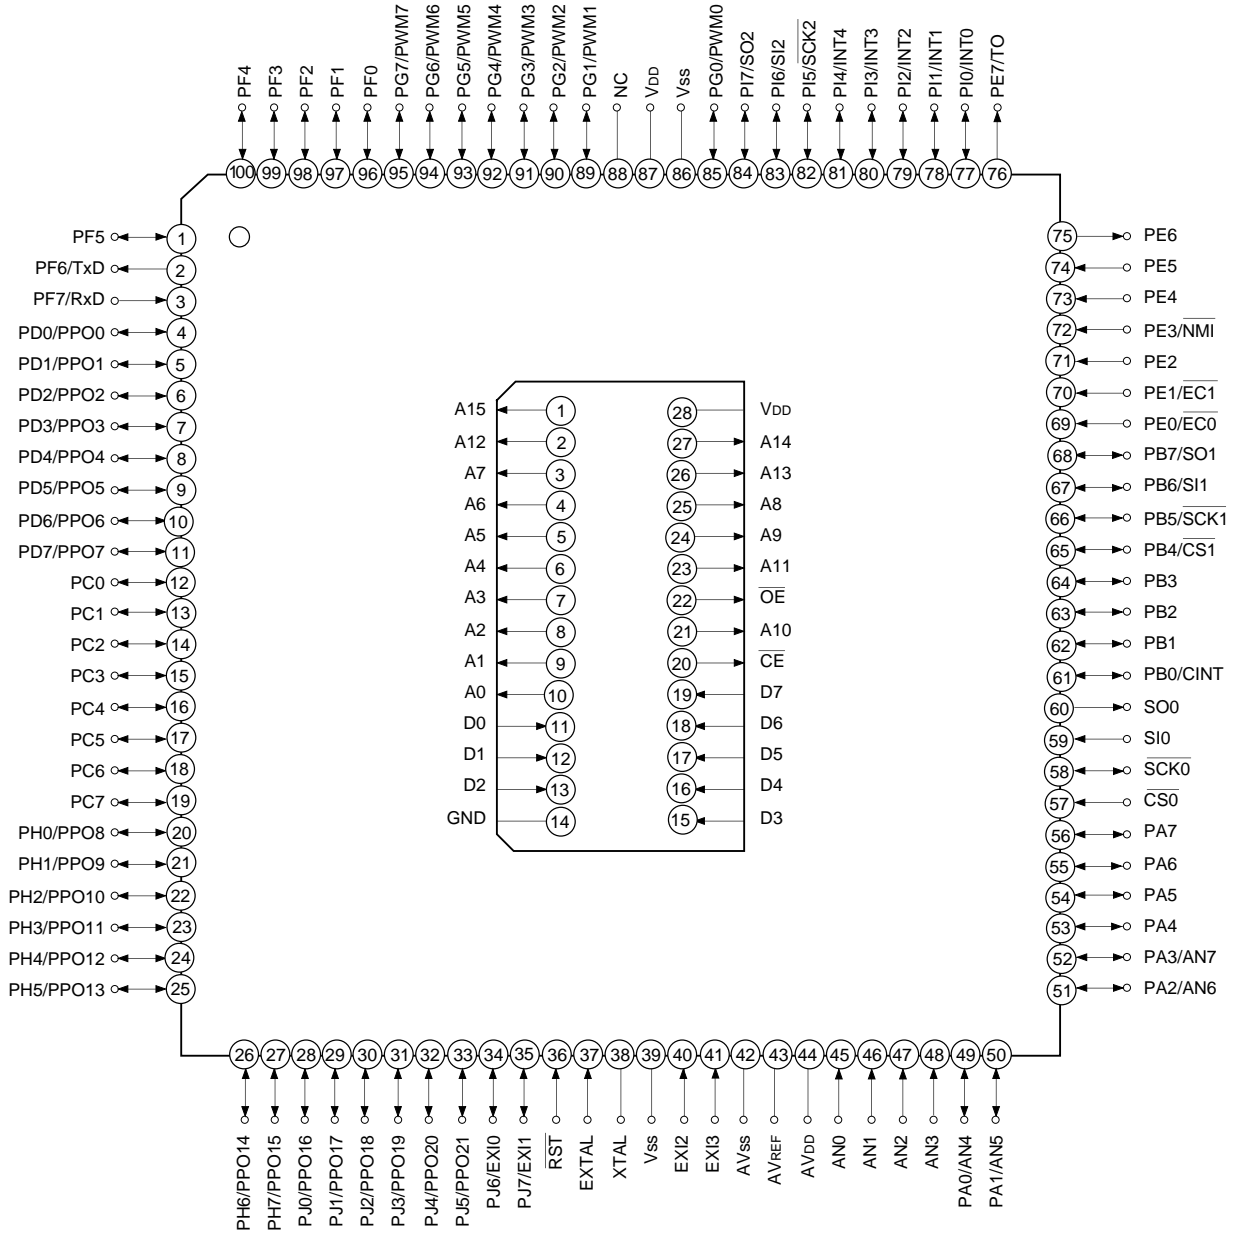 PF4
PF3
PF2
PF1
PF0
PG7/PWM7
PG6/PWM6
PG5/PWM5
PG4/PWM4
PG3/PWM3
PG2/PWM2
PG1/PWM1
NC
VDD
Vss
PG0/PWM0
PI7/SO2
PI6/SI2
PI5/SCK2
PI4/INT4
PI3/INT3
PI2/INT2
PI1/INT1
PI0/INT0
PE7/TO
100 99 98 97 96 95 94 93 92 91 90 89 88 87 86 85 84 83 82 81 80 79 78 77 76
PF5 1
PF6/TxD 2
PF7/RxD 3
PD0/PPO0 4
PD1/PPO1 5
PD2/PPO2 6
PD3/PPO3 7
PD4/PPO4 8
PD5/PPO5 9
PD6/PPO6 10
PD7/PPO7 11
PC0 12
PC1 13
PC2 14
PC3 15
PC4 16
PC5 17
PC6 18
PC7 19
PH0/PPO8 20
PH1/PPO9 21
PH2/PPO10 22
PH3/PPO11 23
PH4/PPO12 24
PH5/PPO13 25
A15 1 28 VDD
A12 2 27 A14
A7 3 26 A13
A6 4 25 A8
A5 5 24 A9
A4 6 23 A11
A3 7 22 OE
A2 8 21 A10
A1 9 20 CE
A0 10 19 D7
D0 11 18 D6
D1 12 17 D5
D2 13 16 D4
GND 14 15 D3
75 PE6
74 PE5
73 PE4
72 PE3/NMI
71 PE2
70 PE1/EC1
69 PE0/EC0
68 PB7/SO1
67 PB6/SI1
66 PB5/SCK1
65 PB4/CS1
64 PB3
63 PB2
62 PB1
61 PB0/CINT
60 SO0
59 SI0
58 SCK0
57 CS0
56 PA7
55 PA6
54 PA5
53 PA4
52 PA3/AN7
51 PA2/AN6
26 27 28 29 30 31 32 33 34 35 36 37 38 39 40 41 42 43 44 45 46 47 48 49 50
PH6/PPO14
PH7/PPO15
PJ0/PPO16
PJ1/PPO17
PJ2/PPO18
PJ3/PPO19
PJ4/PPO20
PJ5/PPO21
PJ6/EXI0
PJ7/EXI1
RST
EXTAL
XTAL
Vss
EXI2
EXI3
AVss
AVREF
AVDD
AN0
AN1
AN2
AN3
PA0/AN4
PA1/AN5